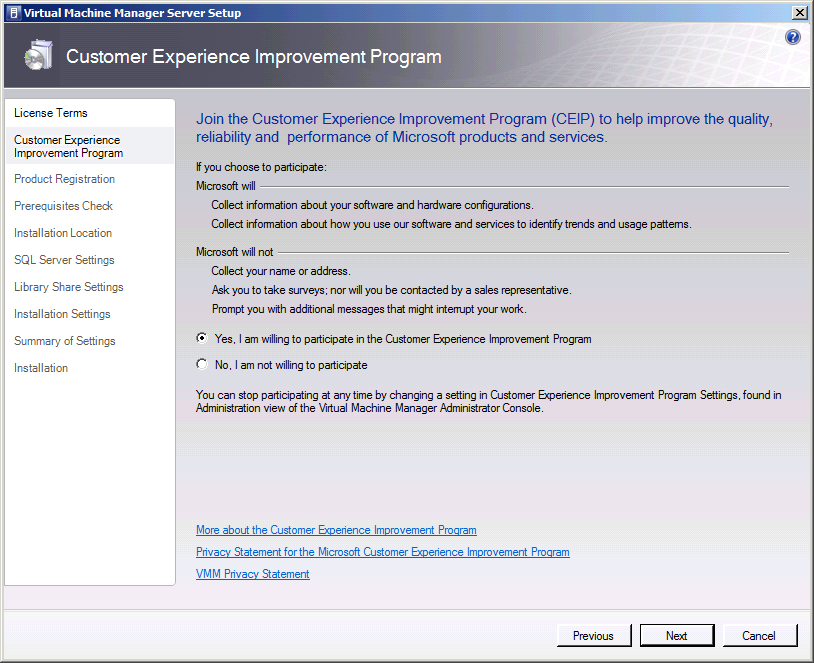 Virtual Machine Manager Server Setup
Customer Experience Improvement Program
License Terms
Customer Experience
Improvement Program
Product Registration
Prerequisites Check
Installation Location
SQL Server Settings
Library Share Settings
Installation Settings
Summary of Settings
Installation
Join the Customer Experience Improvement Program (CEIP) to help improve the quality,
reliability and  performance of Microsoft products and services.
If you choose to participate:
Microsoft will
Collect information about your software and hardware configurations.
Collect information about how you use our software and services to identify trends and usage patterns.
Microsoft will not
Collect your name or address.
Ask you to take surveys; nor will you be contacted by a sales representative.
Prompt you with additional messages that might interrupt your work.
Yes, I am willing to participate in the Customer Experience Improvement Program
No, I am not willing to participate
You can stop participating at any time by changing a setting in Customer Experience Improvement Program Settings, found in
Administration view of the Virtual Machine Manager Administrator Console.
More about the Customer Experience Improvement Program
Privacy Statement for the Microsoft Customer Experience Improvement Program
VMM Privacy Statement
Previous
Next
Cancel